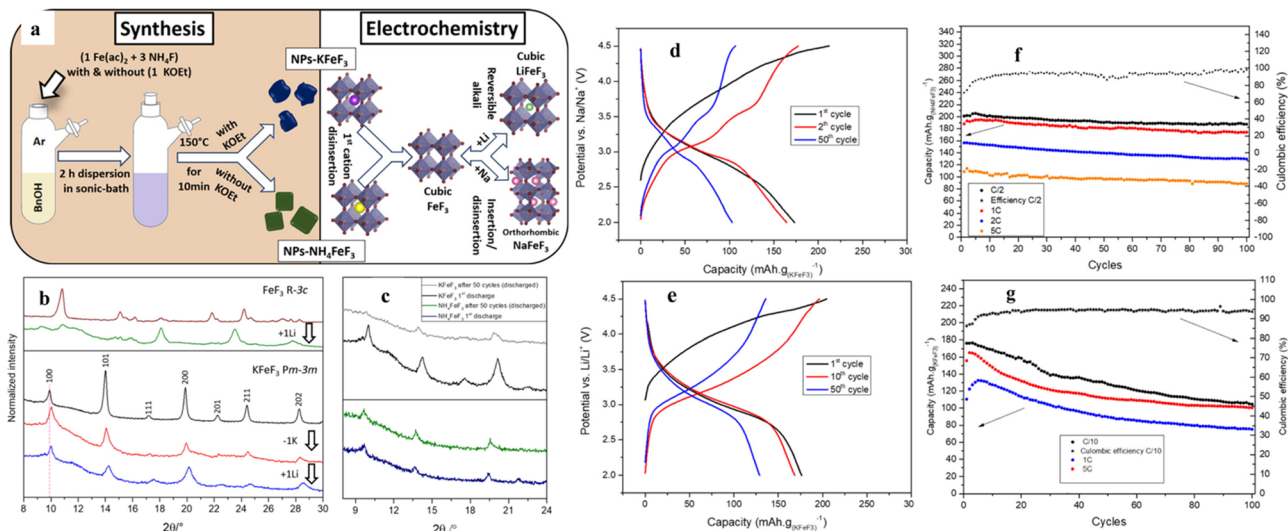 a
Synthesis
Electrochemistry
(1 Fe(ac)2 + 3 NH4F)
with & without (1 KOEt)
Ar
BnOH
2 h dispersion
in sonic-bath
150°C
for
10min
with
KOEt
without
KOEt
NPs-KFeF3
NPs-NH4FeF3
1st cation
disinsertion
Cubic
FeF3
Reversible
alkali
Insertion/
disinsertion
+Li
+Na
Cubic
LiFeF3
Orthorhombic
NaFeF3
b
Normalized intensity
FeF3 R-3c
+1Li
KFeF3 Pm-3m
100
101
111
200
201
211
202
-1K
+1Li
8 10 12 14 16 18 20 22 24 26 28 30
2θ/°
c
KFeF3 after 50 cycles (discharged)
KFeF3 1st discharge
NH4FeF3 after 50 cycles (discharged)
NH4FeF3 1st discharge
8 10 12 14 16 18 20 22 24
2θ/°
d
Potential vs. Na/Na+ (V)
4.5
4.0
3.5
3.0
2.5
2.0
1st cycle
2th cycle
50th cycle
0 50 100 150 200 250 300
Capacity (mAh.g(KFeF3)-1)
e
Potential vs. Li/Li+ (V)
4.5
4.0
3.5
3.0
2.5
2.0
1st cycle
10th cycle
50th cycle
0 50 100 150 200 250 300
Capacity (mAh.g(KFeF3)-1)
f
Capacity (mAh.g(NH4FeF3)-1)
340
320
300
280
260
240
220
200
180
160
140
120
100
80
60
40
20
0
C/2
Efficiency C/2
1C
2C
5C
0 10 20 30 40 50 60 70 80 90 100
Cycles
100
80
60
40
20
0
-20
-40
-60
-80
-100
Culombic efficiency (%)
g
Capacity (mAh.g(KFeF3)-1)
220
200
180
160
140
120
100
80
60
40
20
0
C/10
Culombic efficiency C/10
1C
5C
0 20 40 60 80 100
Cycles
110
100
90
80
70
60
50
40
30
20
10
0
Coulombic efficiency (%)